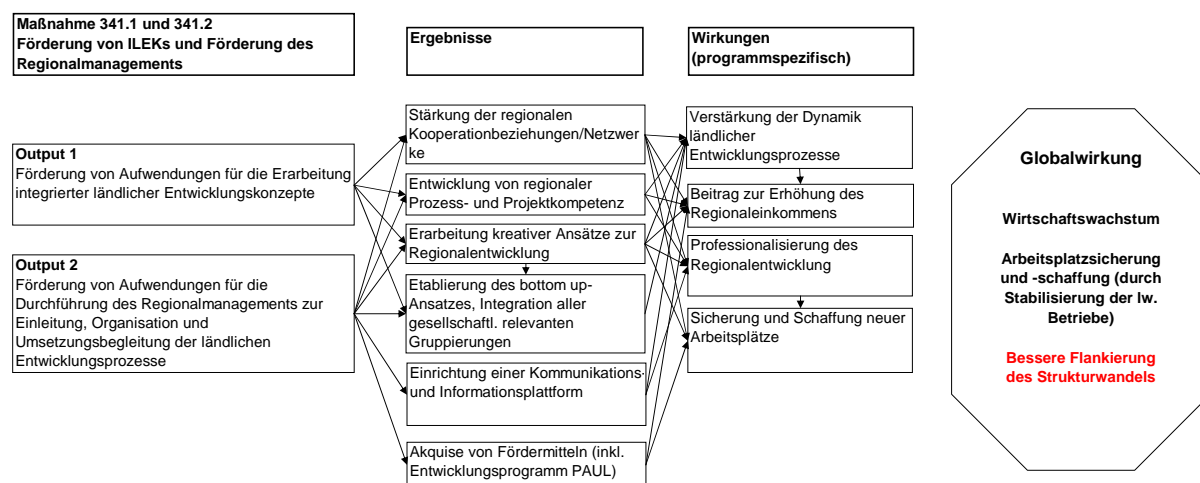 Maßnahme 341.1 und 341.2
Förderung von ILEKs und Förderung des
Regionalmanagements
Output 1
Förderung von Aufwendungen für die Erarbeitung
integrierter ländlicher Entwicklungskonzepte
Output 2
Förderung von Aufwendungen für die
Durchführung des Regionalmanagements zur
Einleitung, Organisation und
Umsetzungsbegleitung der ländlichen
Entwicklungsprozesse
Ergebnisse
Stärkung der regionalen
Kooperationbeziehungen/Netzwer
ke
Entwicklung von regionaler
Prozess- und Projektkompetenz
Erarbeitung kreativer Ansätze zur
Regionalentwicklung
Etablierung des bottom up-
Ansatzes, Integration aller
gesellschaftl. relevanten
Gruppierungen
Einrichtung einer Kommunikations-
und Informationsplattform
Akquise von Fördermitteln (inkl.
Entwicklungsprogramm PAUL)
Wirkungen
(programmspezifisch)
Verstärkung der Dynamik
ländlicher
Entwicklungsprozesse
Beitrag zur Erhöhung des
Regionaleinkommens
Professionalisierung des
Regionalentwicklung
Sicherung und Schaffung neuer
Arbeitsplätze
Globalwirkung
Wirtschaftswachstum
Arbeitsplatzsicherung
und -schaffung (durch
Stabilisierung der lw.
Betriebe)
Bessere Flankierung
des Strukturwandels